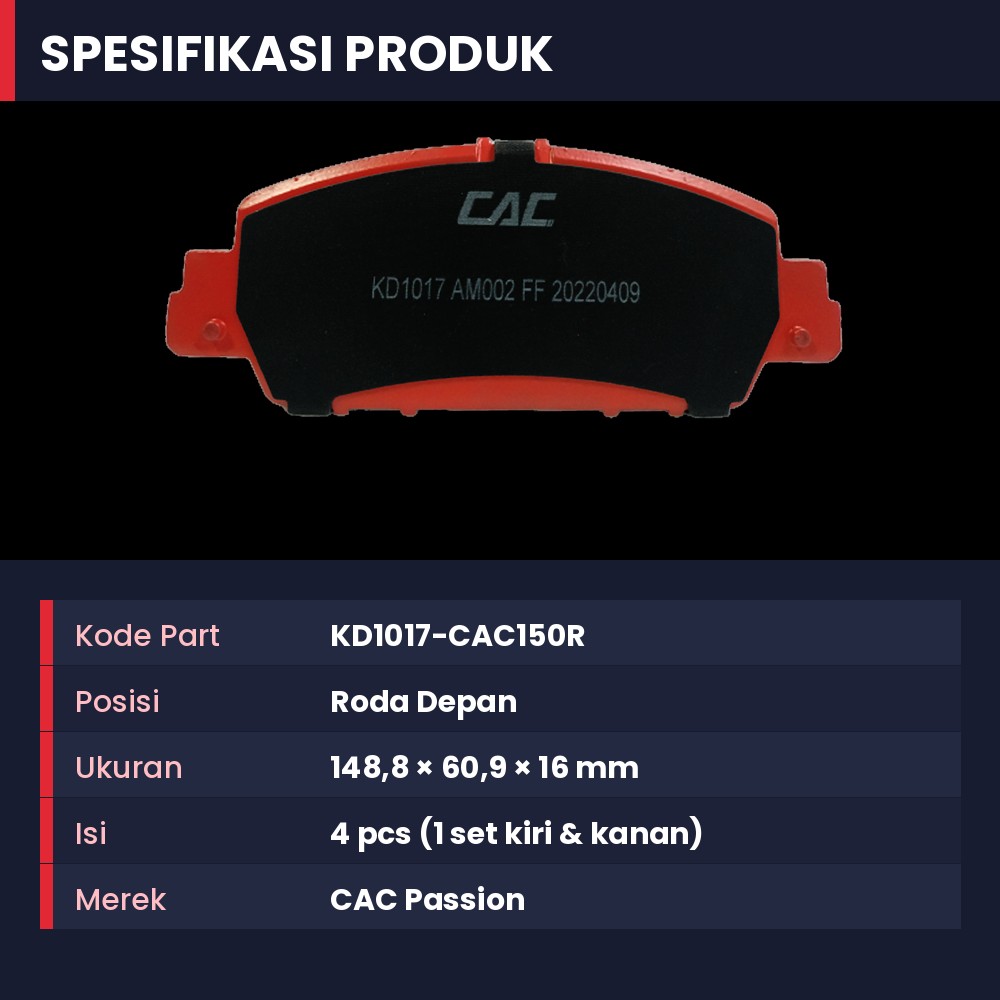 SPESIFIKASI PRODUK
CAC
KD1017 AM002 FF 20220409
Kode Part KD1017-CAC150R
Posisi Roda Depan
Ukuran 148,8 × 60,9 × 16 mm
Isi 4 pcs (1 set kiri & kanan)
Merek CAC Passion